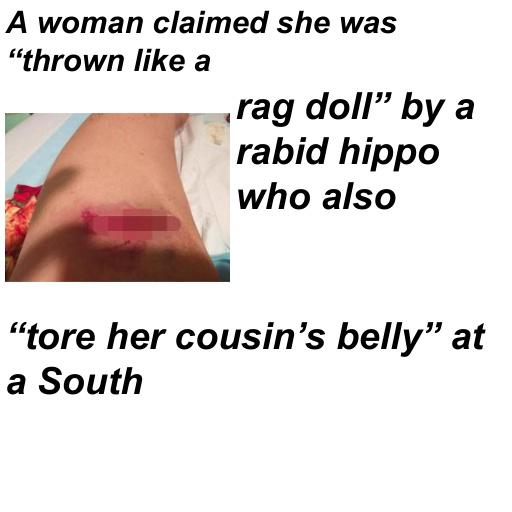 A woman claimed she was
“thrown like a
rag doll” by a
rabid hippo
who also
“tore her cousin’s belly” at
a South